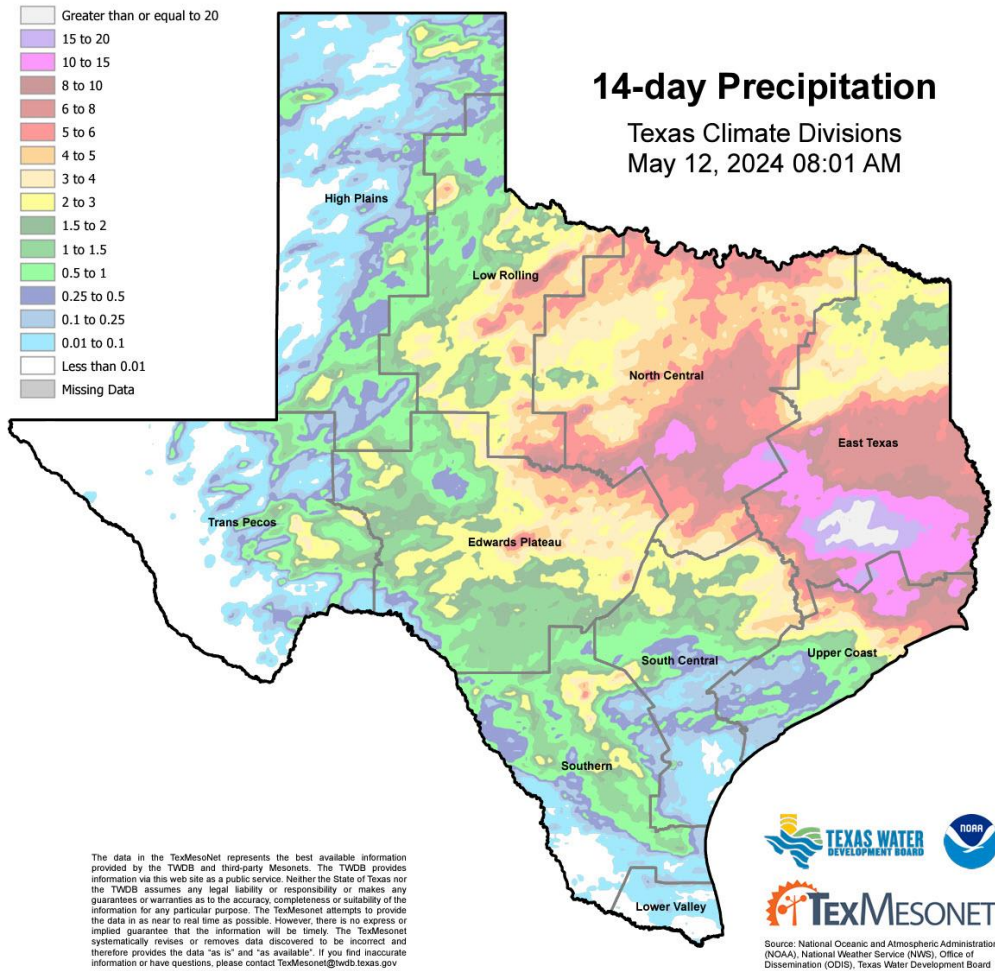 Greater than or equal to 20
15 to 20
10 to 15
8 to 10
6 to 8
5 to 6
4 to 5
3 to 4
2 to 3
1.5 to 2
1 to 1.5
0.5 to 1
0.25 to 0.5
0.1 to 0.25
0.01 to 0.1
Less than 0.01
Missing Data
14-day Precipitation
Texas Climate Divisions
May 12, 2024 08:01 AM
High Plains
Low Rolling
North Central
East Texas
Trans Pecos
Edwards Plateau
South Central
Upper Coast
Southern
Lower Valley
The data in the TexMesoNet represents the best available information
provided by the TWDB and third-party Mesonets. The TWDB provides
information via this web site as a public service. Neither the State of Texas nor
the TWDB assumes any legal liability or responsibility or makes any
guarantees or warranties as to the accuracy, completeness or suitability of the
information for any particular purpose. The TexMesonet attempts to provide
the data in as near to real time as possible. However, there is no express or
implied guarantee that the information will be timely. The TexMesonet
systematically revises or removes data discovered to be incorrect and
therefore provides the data "as is" and "as available". If you find inaccurate
information or have questions, please contact TexMesonet@twdb.texas.gov
TEXAS WATER
DEVELOPMENT BOARD
NOAA
TEXMESONET
Source: National Oceanic and Atmospheric Administration
(NOAA), National Weather Service (NWS), Office of
Dissemination (ODIS), Texas Water Development Board